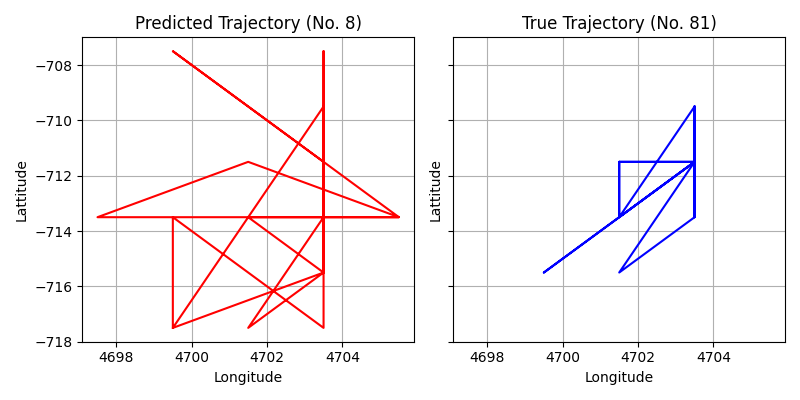 Predicted Trajectory (No. 8)
True Trajectory (No. 81)
−708
−710
−712
−714
−716
−718
Lattitude
Lattitude
4698 4700 4702 4704
4698 4700 4702 4704
Longitude
Longitude